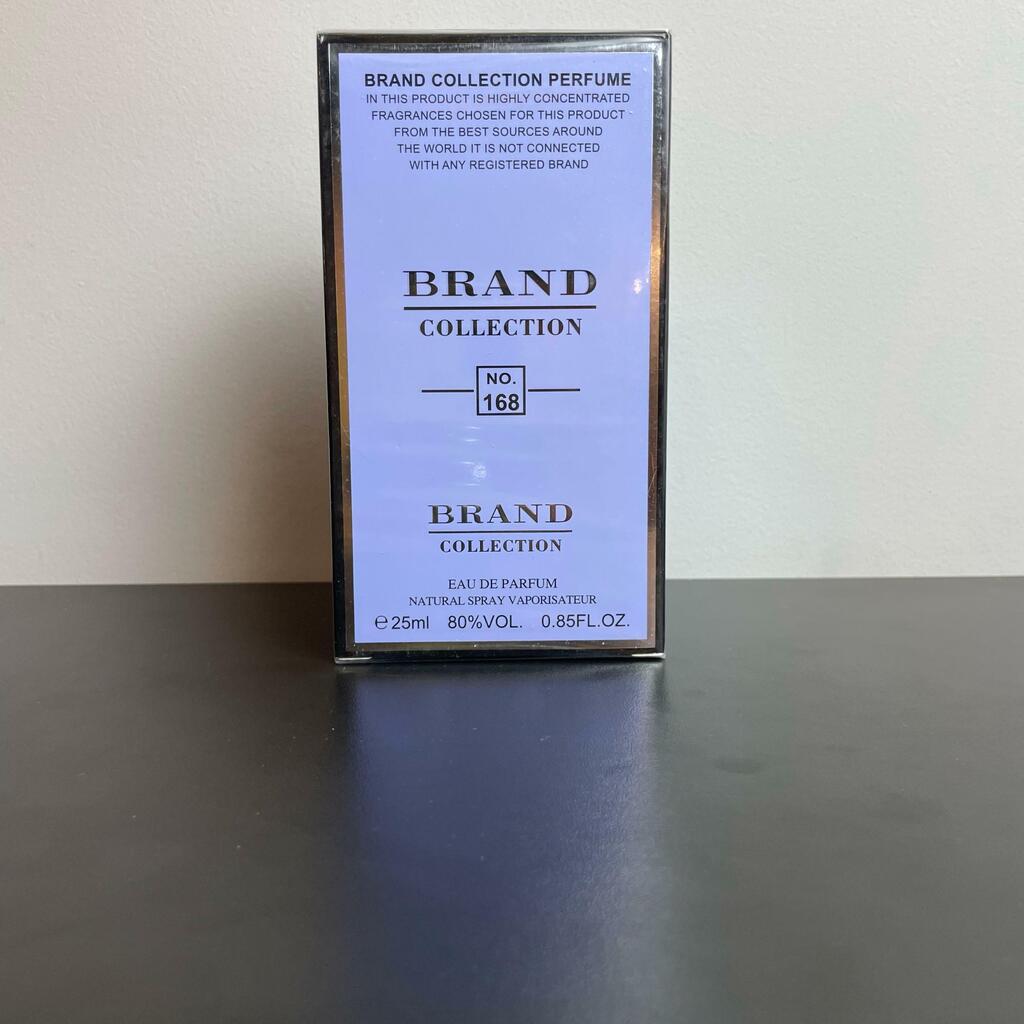 BRAND COLLECTION PERFUME
IN THIS PRODUCT IS HIGHLY CONCENTRATED
FRAGRANCES CHOSEN FOR THIS PRODUCT
FROM THE BEST SOURCES AROUND
THE WORLD IT IS NOT CONNECTED
WITH ANY REGISTERED BRAND
BRAND
COLLECTION
NO.
168
BRAND
COLLECTION
EAU DE PARFUM
NATURAL SPRAY VAPORISATEUR
℮25ml 80%VOL. 0.85FL.OZ.